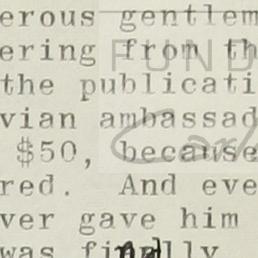 erous gentlem
ering from th
FUND
the publicati
vian ambassad
$50, because
red. And eve
ver gave him
was finally